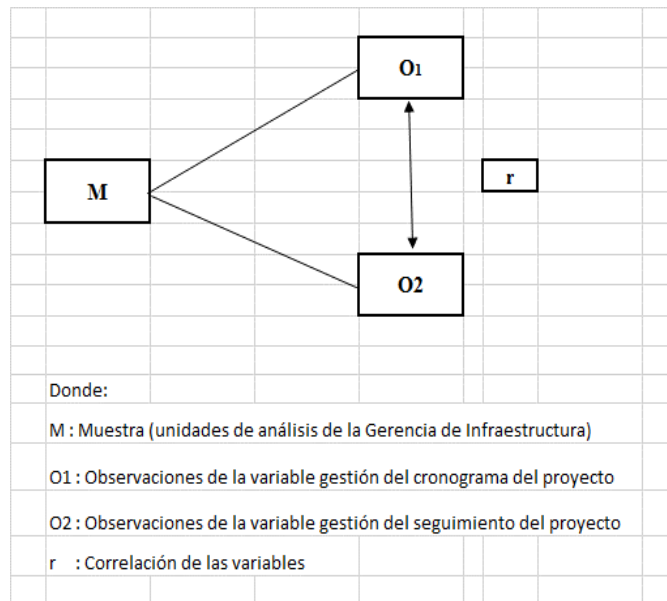 O1
M
r
O2
Donde:
M : Muestra (unidades de análisis de la Gerencia de Infraestructura)
O1 : Observaciones de la variable gestión del cronograma del proyecto
O2 : Observaciones de la variable gestión del seguimiento del proyecto
r : Correlación de las variables